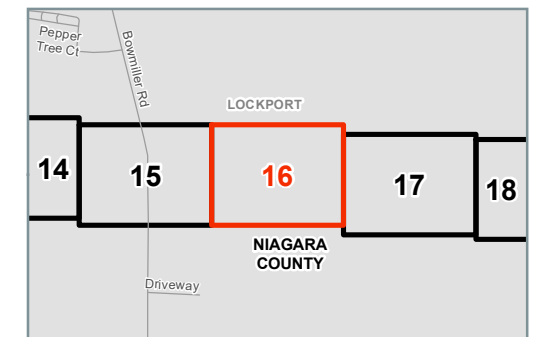 Pepper
Tree Ct
Bowmiller Rd
LOCKPORT
14
15
16
17
18
NIAGARA
COUNTY
Driveway